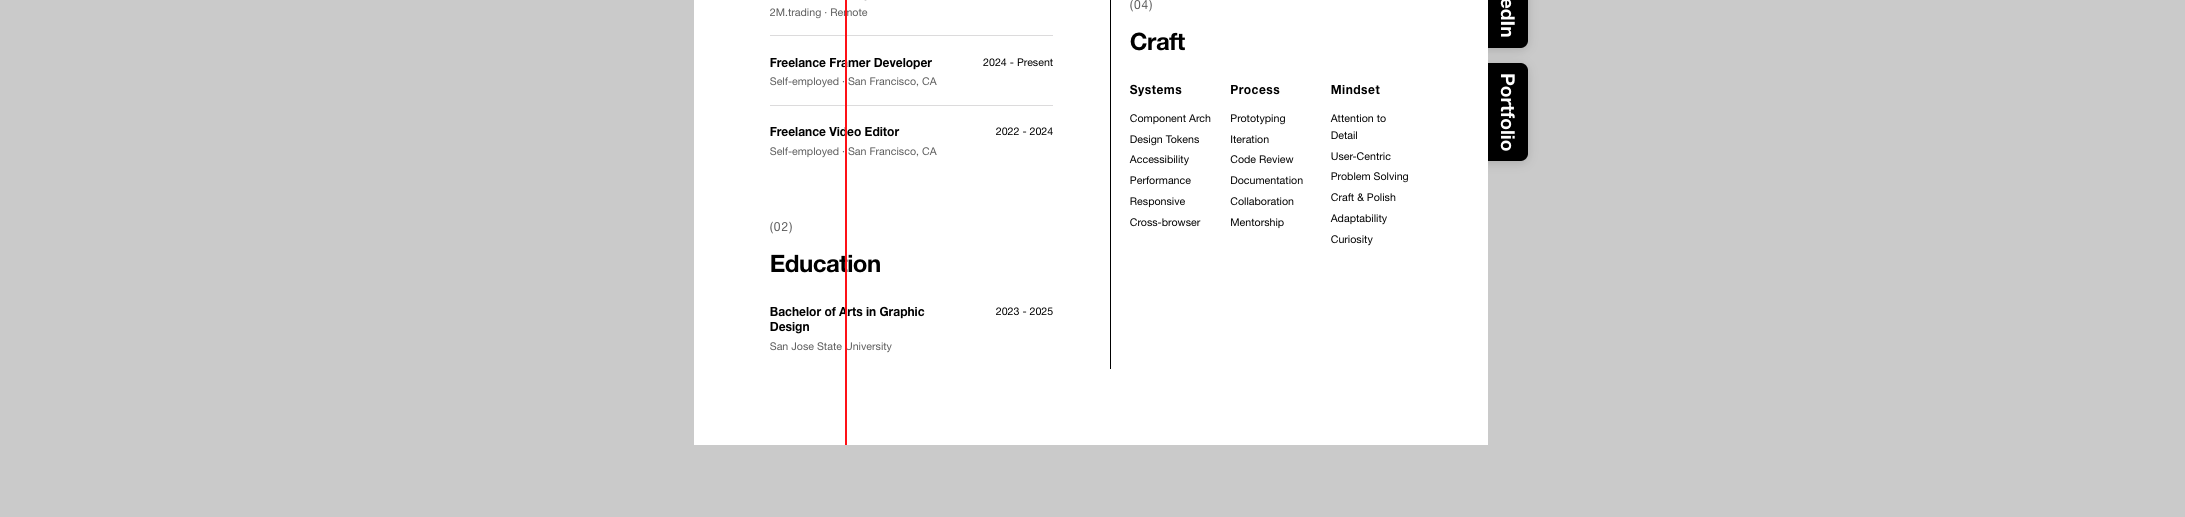 2M.trading · Remote
Freelance Framer Developer
2024 - Present
Self-employed · San Francisco, CA
Freelance Video Editor
2022 - 2024
Self-employed · San Francisco, CA
(02)
Education
Bachelor of Arts in Graphic
Design
2023 - 2025
San Jose State University
(04)
Craft
Systems
Component Arch
Design Tokens
Accessibility
Performance
Responsive
Cross-browser
Process
Prototyping
Iteration
Code Review
Documentation
Collaboration
Mentorship
Mindset
Attention to
Detail
User-Centric
Problem Solving
Craft & Polish
Adaptability
Curiosity
edIn
Portfolio